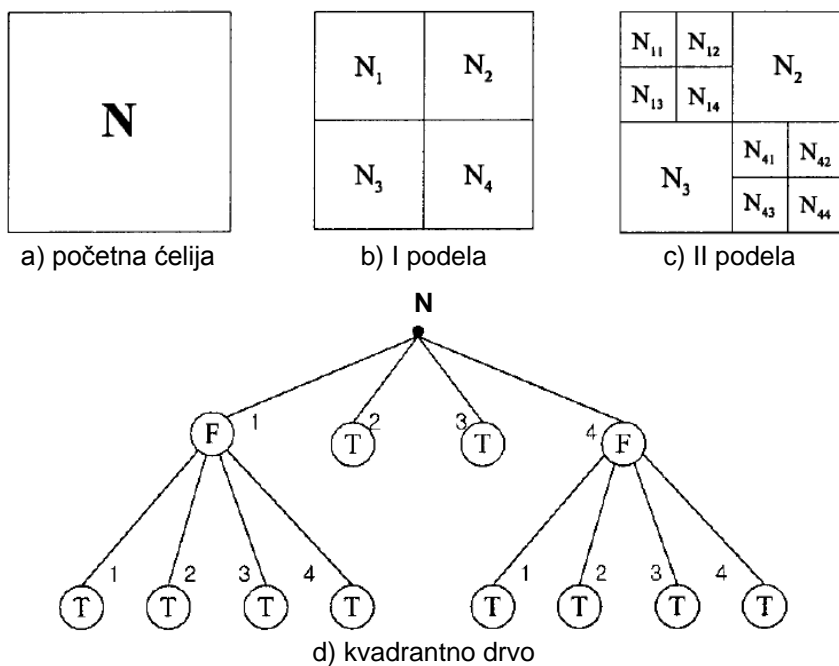 N
N1 N2
N3 N4
N11 N12
N13 N14
N2
N3
N41 N42
N43 N44
a) početna ćelija
b) I podela
c) II podela
N
1 2 3 4
F T T F
1 2 3 4 1 2 3 4
T T T T T T T T
d) kvadrantno drvo